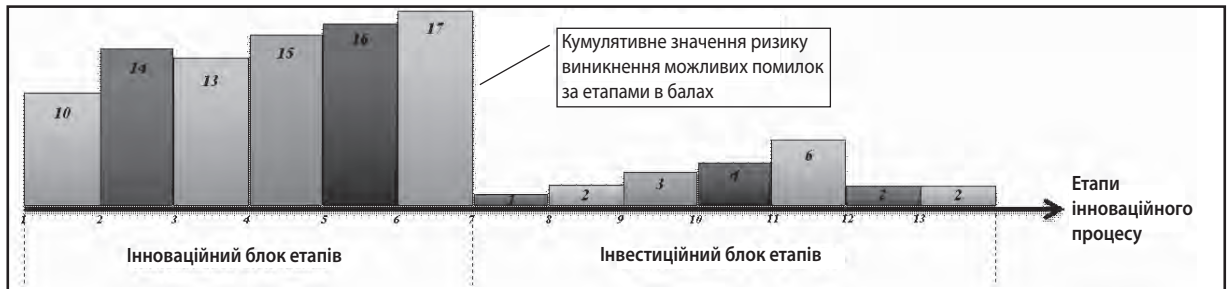 10
14
13
15
16
17
Кумулятивне значення ризику
виникнення можливих помилок
за етапами в балах
1
2
3
4
6
2
2
1 2 3 4 5 6 7 8 9 10 11 12 13
Етапи
інноваційного
процесу
Інноваційний блок етапів
Інвестиційний блок етапів